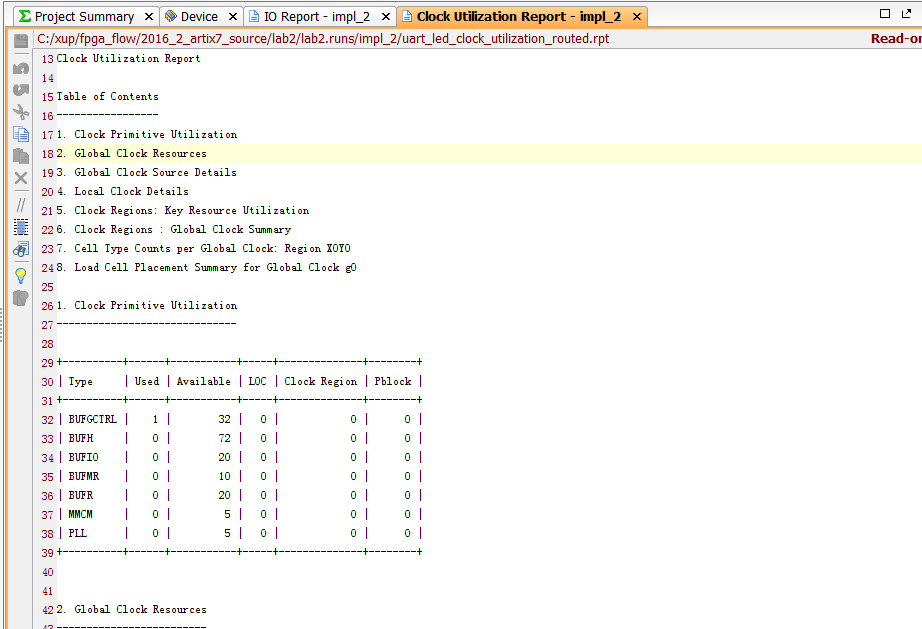 Project Summary × Device × IO Report - impl_2 × Clock Utilization Report - impl_2 ×
C:/xup/fpga_flow/2016_2_artix7_source/lab2/lab2.runs/impl_2/uart_led_clock_utilization_routed.rpt Read-on
13 Clock Utilization Report
14
15 Table of Contents
16 -----------------
17 1. Clock Primitive Utilization
18 2. Global Clock Resources
19 3. Global Clock Source Details
20 4. Local Clock Details
21 5. Clock Regions: Key Resource Utilization
22 6. Clock Regions : Global Clock Summary
23 7. Cell Type Counts per Global Clock: Region X0Y0
24 8. Load Cell Placement Summary for Global Clock g0
25
26 1. Clock Primitive Utilization
27 ------------------------------
28
29 +----------+------+-----------+-----+--------------+--------+
30 | Type     | Used | Available | LOC | Clock Region | Pblock |
31 +----------+------+-----------+-----+--------------+--------+
32 | BUFGCTRL |    1 |        32 |   0 |            0 |      0 |
33 | BUFH     |    0 |        72 |   0 |            0 |      0 |
34 | BUFIO    |    0 |        20 |   0 |            0 |      0 |
35 | BUFMR    |    0 |        10 |   0 |            0 |      0 |
36 | BUFR     |    0 |        20 |   0 |            0 |      0 |
37 | MMCM     |    0 |         5 |   0 |            0 |      0 |
38 | PLL      |    0 |         5 |   0 |            0 |      0 |
39 +----------+------+-----------+-----+--------------+--------+
40
41
42 2. Global Clock Resources
43 -------------------------